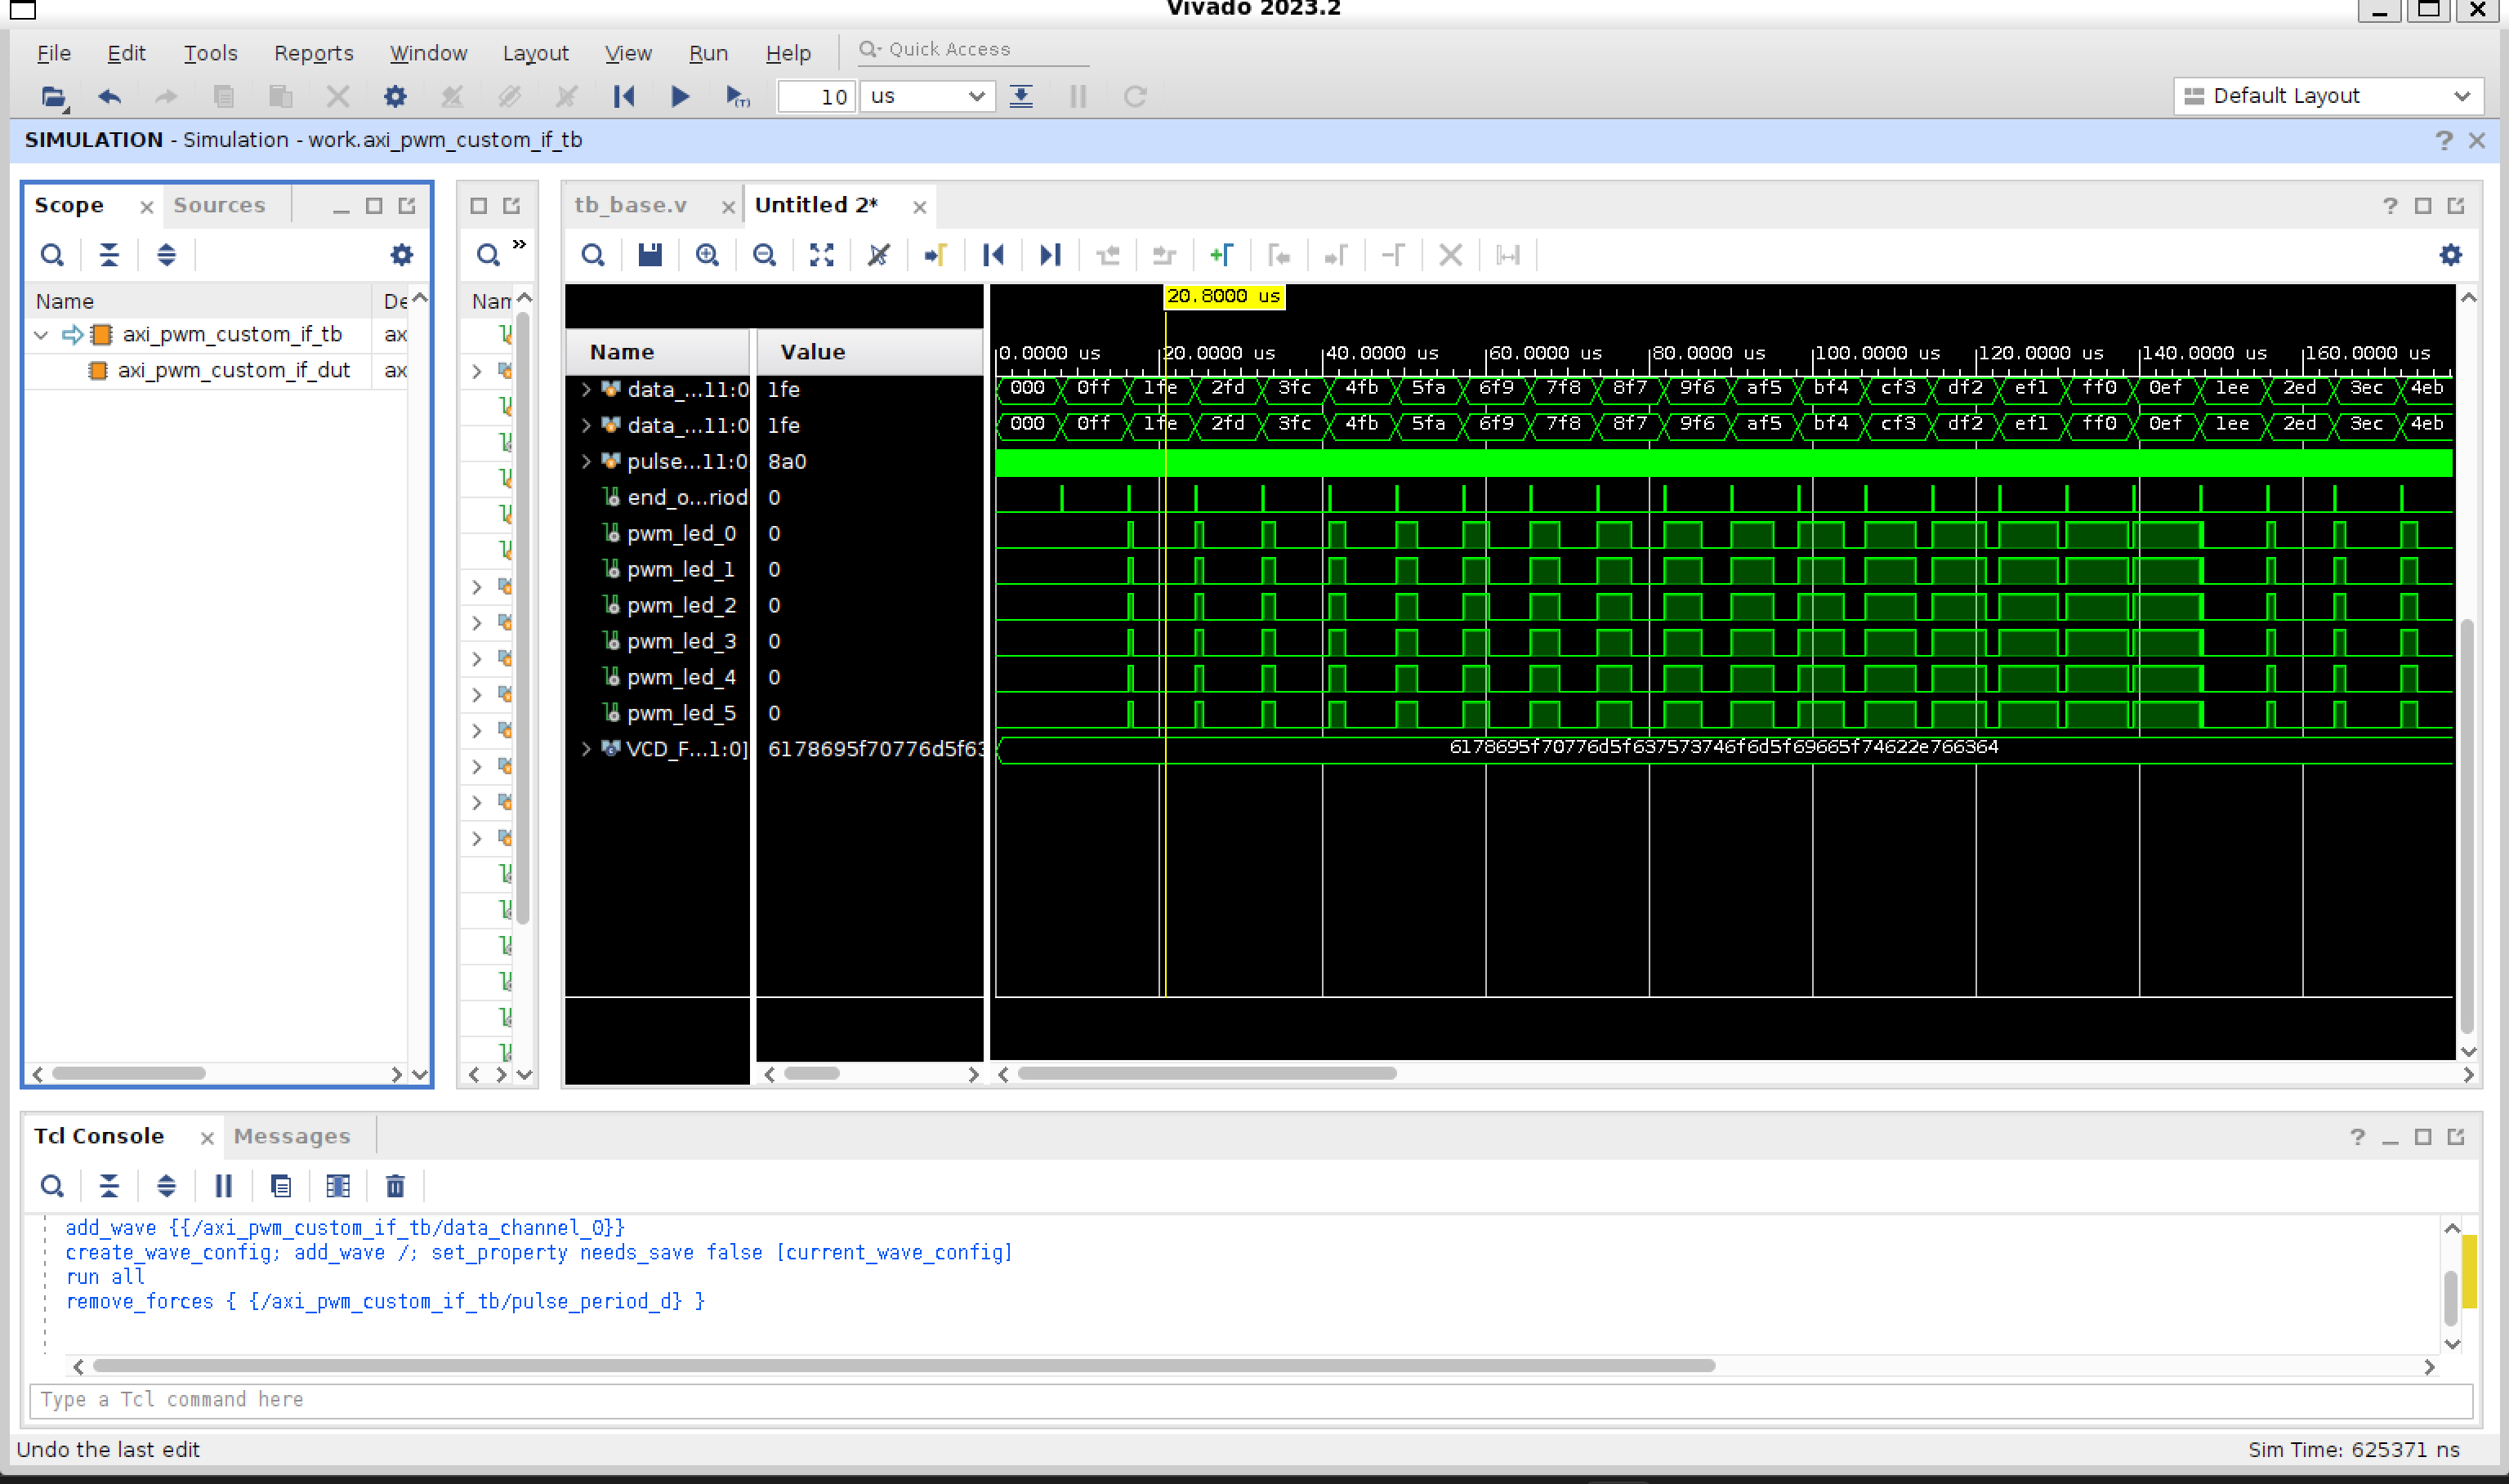 Vivado 2023.2
File Edit Tools Reports Window Layout View Run Help Quick Access
10 us Default Layout
SIMULATION - Simulation - work.axi_pwm_custom_if_tb
Scope Sources
tb_base.v Untitled 2*
Name De
axi_pwm_custom_if_tb ax
axi_pwm_custom_if_dut ax
Nam
20.8000 us
Name Value
0.0000 us 20.0000 us 40.0000 us 60.0000 us 80.0000 us 100.0000 us 120.0000 us 140.0000 us 160.0000 us
data_...11:0 1fe 000 0ff 1fe 2fd 3fc 4fb 5fa 6f9 7f8 8f7 9f6 af5 bf4 cf3 df2 ef1 ff0 0ef 1ee 2ed 3ec 4eb
data_...11:0 1fe 000 0ff 1fe 2fd 3fc 4fb 5fa 6f9 7f8 8f7 9f6 af5 bf4 cf3 df2 ef1 ff0 0ef 1ee 2ed 3ec 4eb
pulse...11:0 8a0
end_o...riod 0
pwm_led_0 0
pwm_led_1 0
pwm_led_2 0
pwm_led_3 0
pwm_led_4 0
pwm_led_5 0
VCD_F...1:0] 6178695f70776d5f63 6178695f70776d5f637573746f6d5f69665f74622e766364
Tcl Console Messages
add_wave {{/axi_pwm_custom_if_tb/data_channel_0}}
create_wave_config; add_wave /; set_property needs_save false [current_wave_config]
run all
remove_forces { {/axi_pwm_custom_if_tb/pulse_period_d} }
Type a Tcl command here
Undo the last edit Sim Time: 625371 ns